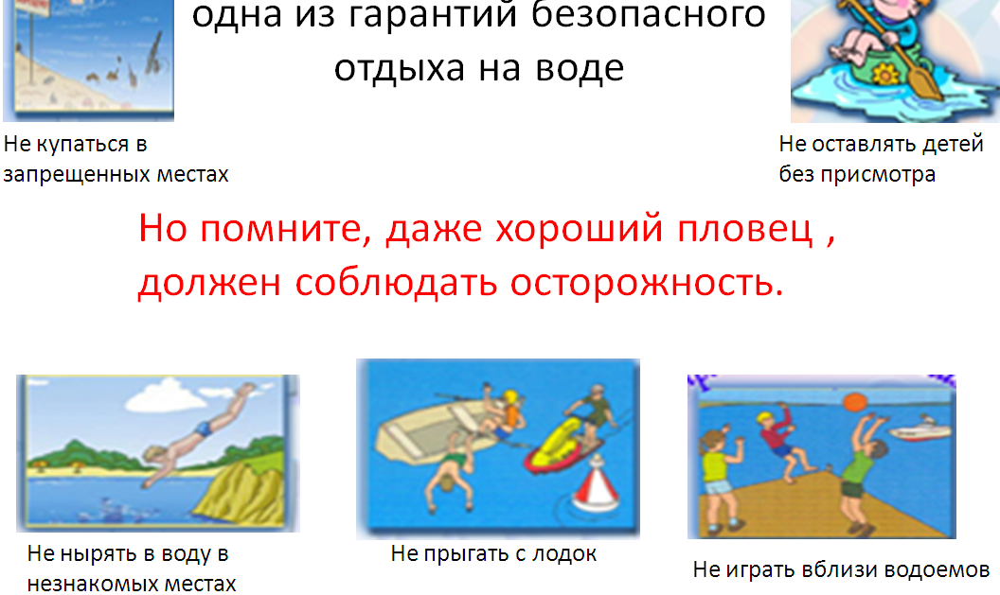 одна из гарантий безопасного
отдыха на воде
Не купаться в
запрещенных местах
Не оставлять детей
без присмотра
Но помните, даже хороший пловец ,
должен соблюдать осторожность.
Не нырять в воду в
незнакомых местах
Не прыгать с лодок
Не играть вблизи водоемов